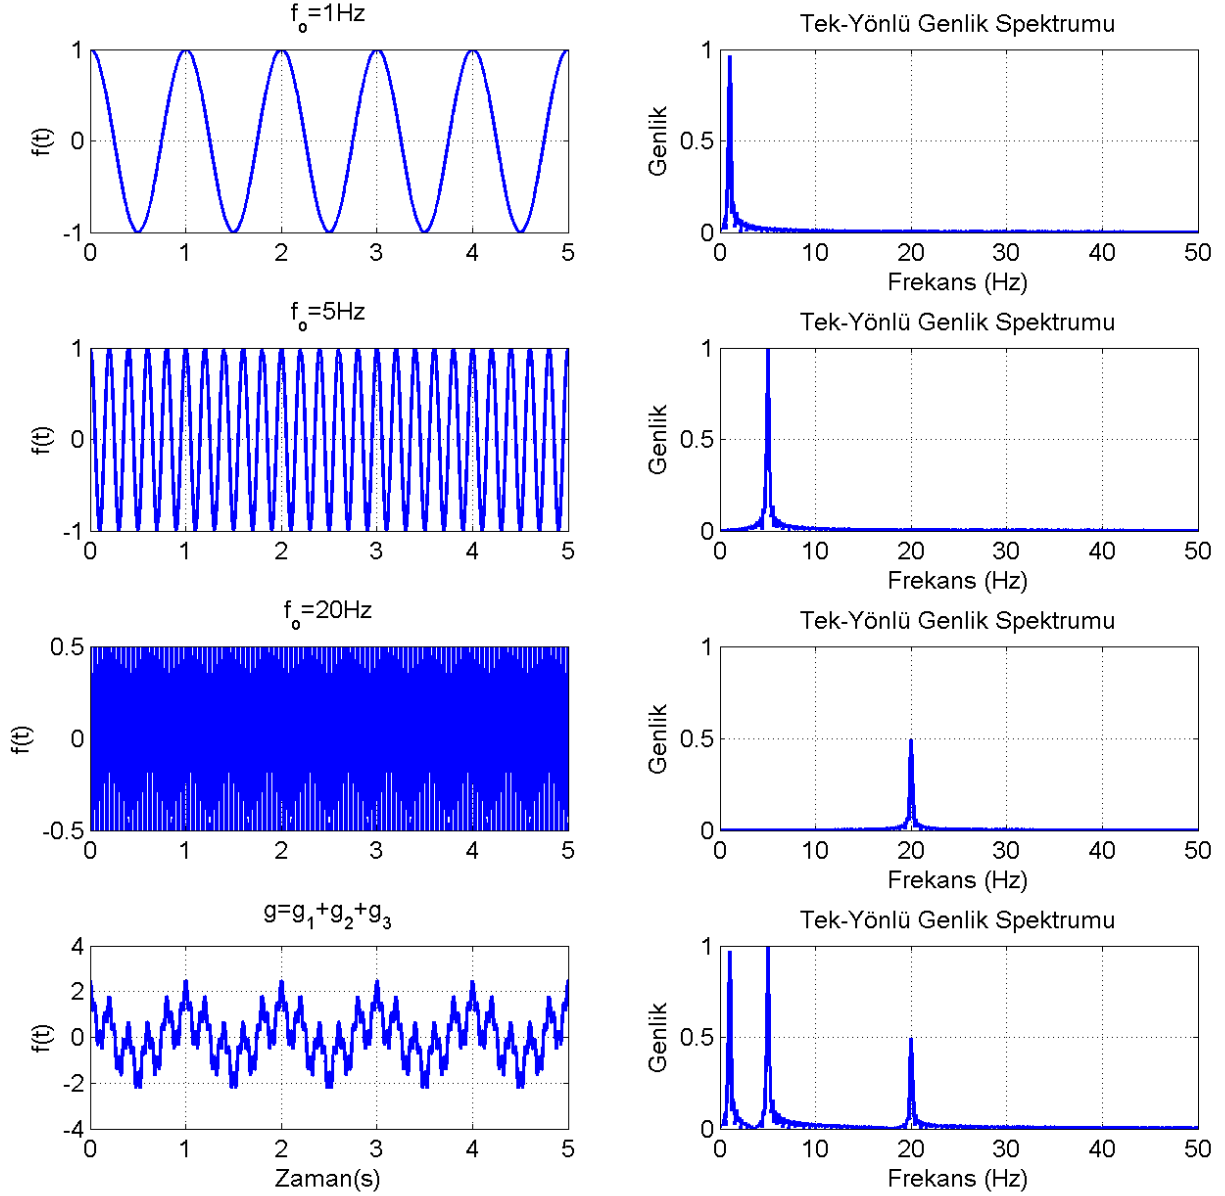 f_o=1Hz
1
0
-1
f(t)
0 1 2 3 4 5
Tek-Yönlü Genlik Spektrumu
1
0.5
0
Genlik
0 10 20 30 40 50
Frekans (Hz)
f_o=5Hz
1
0
-1
f(t)
0 1 2 3 4 5
Tek-Yönlü Genlik Spektrumu
1
0.5
0
Genlik
0 10 20 30 40 50
Frekans (Hz)
f_o=20Hz
0.5
0
-0.5
f(t)
0 1 2 3 4 5
Tek-Yönlü Genlik Spektrumu
1
0.5
0
Genlik
0 10 20 30 40 50
Frekans (Hz)
g=g_1+g_2+g_3
4
2
0
-2
-4
f(t)
0 1 2 3 4 5
Zaman(s)
Tek-Yönlü Genlik Spektrumu
1
0.5
0
Genlik
0 10 20 30 40 50
Frekans (Hz)